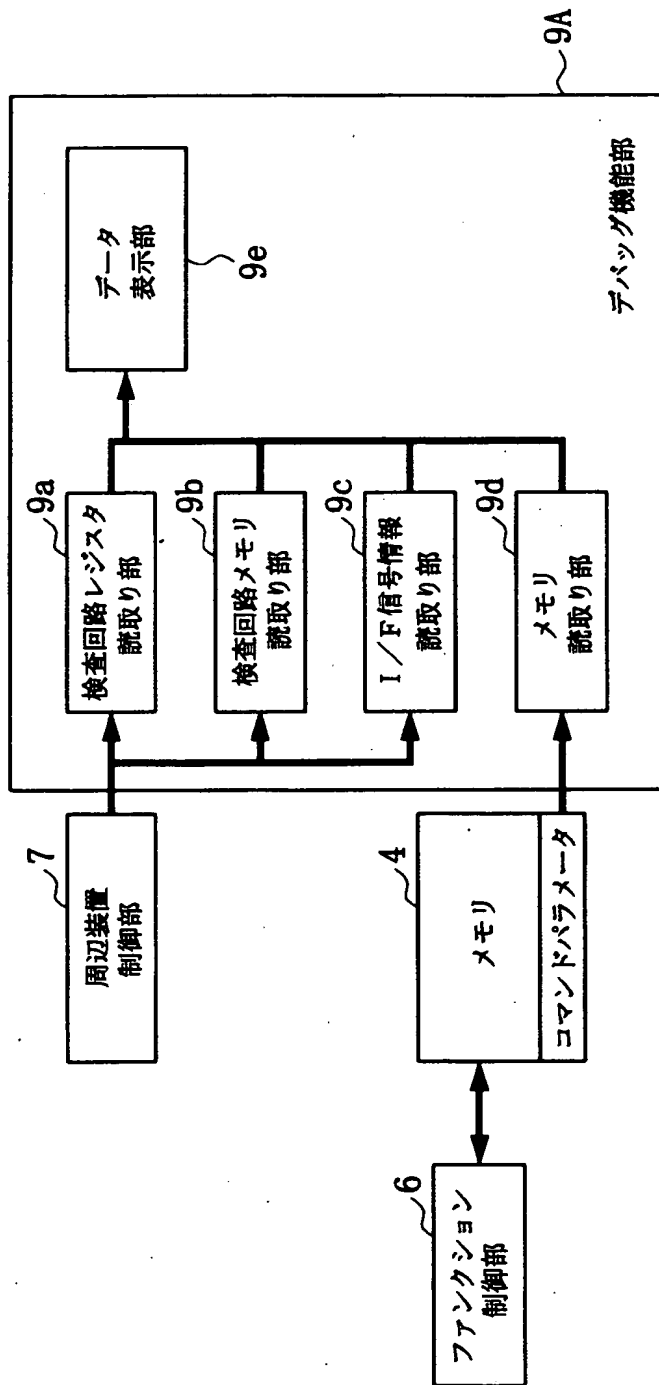 7
周辺装置
制御部
9a
検査回路レジスタ
読取り部
9b
検査回路メモリ
読取り部
9c
I/F信号情報
読取り部
9d
メモリ
読取り部
データ
表示部
9e
デバッグ機能部
9A
6
ファンクション
制御部
4
メモリ
コマンドパラメータ